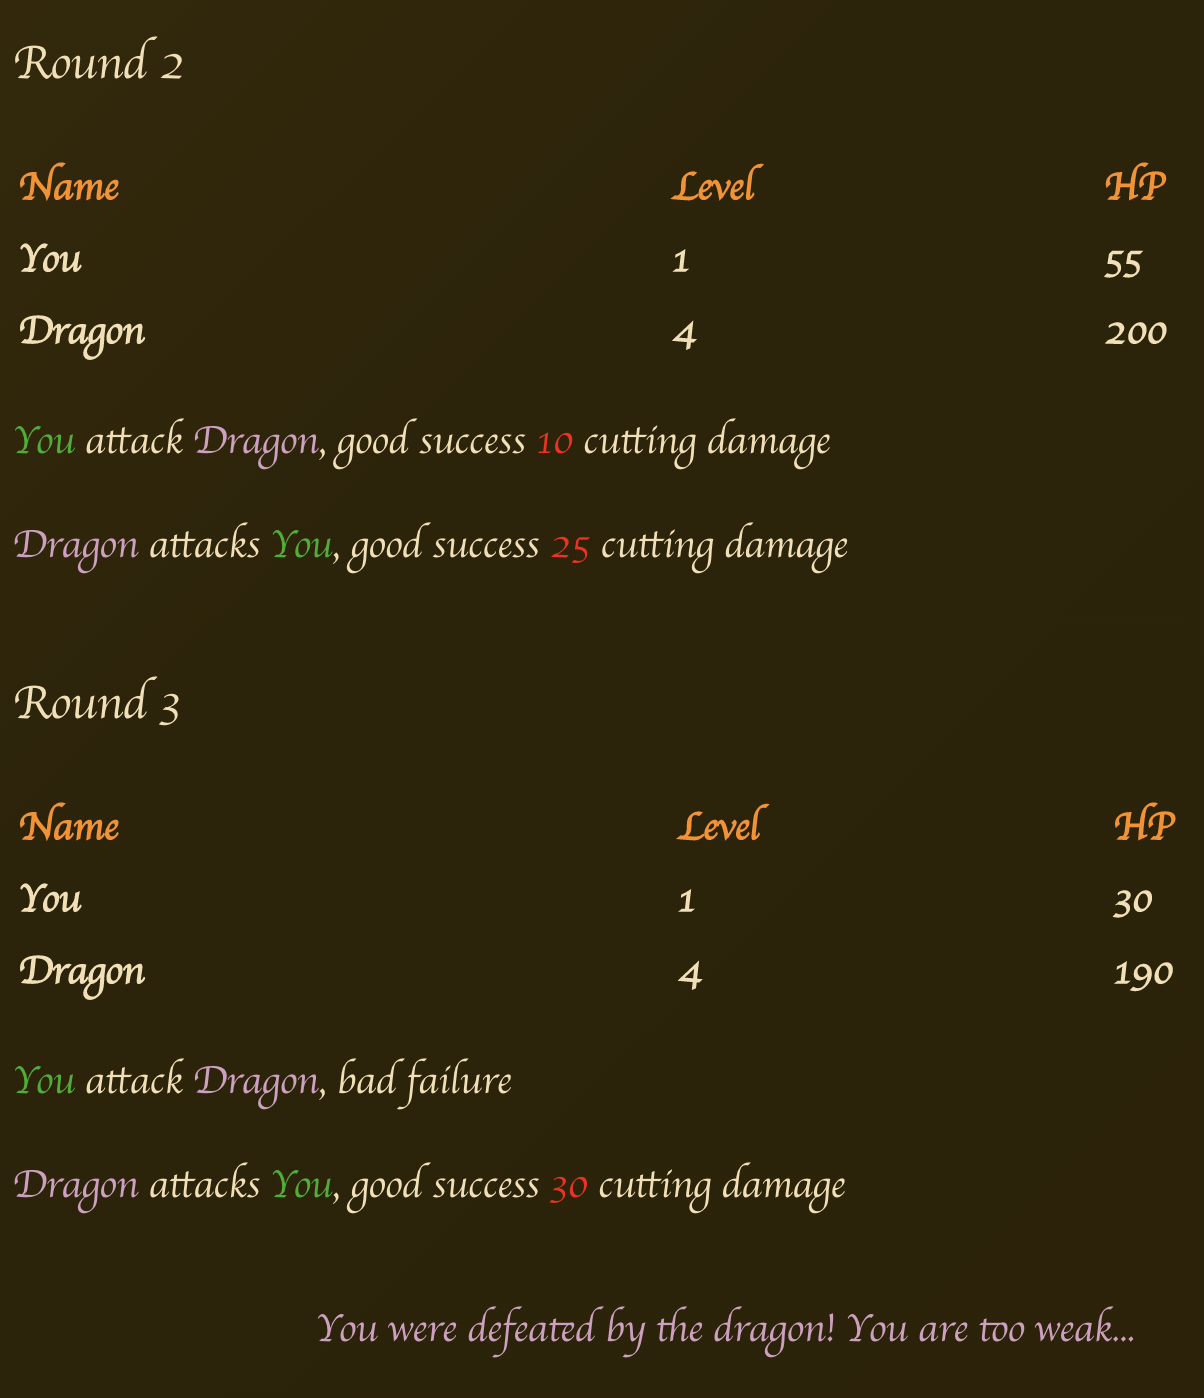 Round 2
Name Level HP
You 1 55
Dragon 4 200
You attack Dragon, good success 10 cutting damage
Dragon attacks You, good success 25 cutting damage
Round 3
Name Level HP
You 1 30
Dragon 4 190
You attack Dragon, bad failure
Dragon attacks You, good success 30 cutting damage
You were defeated by the dragon! You are too weak...